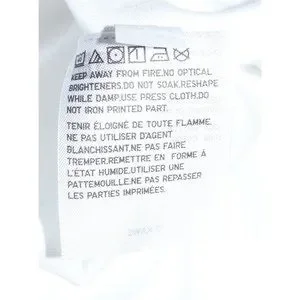 KEEP AWAY FROM FIRE.NO OPTICAL
BRIGHTENERS.DO NOT SOAK.RESHAPE
WHILE DAMP.USE PRESS CLOTH.DO
NOT IRON PRINTED PART.
TENIR ÉLOIGNÉ DE TOUTE FLAMME.
NE PAS UTILISER D'AGENT
BLANCHISSANT.NE PAS FAIRE
TREMPER.REMETTRE EN FORME À
L'ÉTAT HUMIDE.UTILISER UNE
PATTEMOUILLE.NE PAS REPASSER
LES PARTIES IMPRIMÉES.